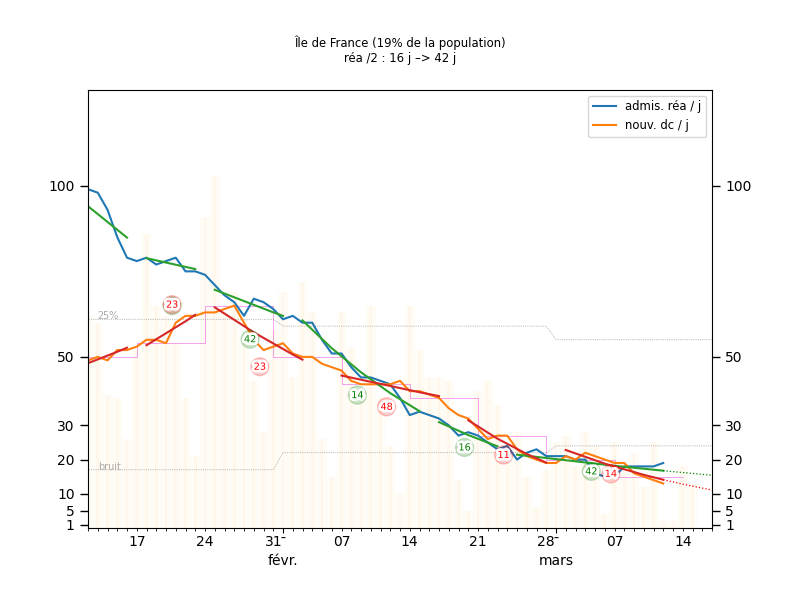 Île de France (19% de la population)
réa /2 : 16 j –> 42 j
admis. réa / j
nouv. dc / j
100 100
23
25%
42
50 50
23
14
48
30 30
16
11
20 20
bruit
42 14
10 10
5 5
1 1
17 24 31- 07 14 21 28- 07 14
févr. mars